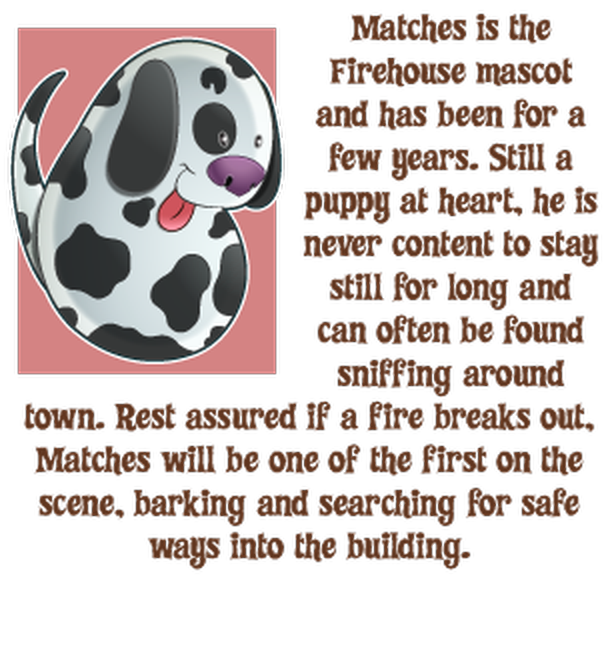 Matches is the
Firehouse mascot
and has been for a
few years. Still a
puppy at heart, he is
never content to stay
still for long and
can often be found
sniffing around
town. Rest assured if a fire breaks out,
Matches will be one of the first on the
scene, barking and searching for safe
ways into the building.